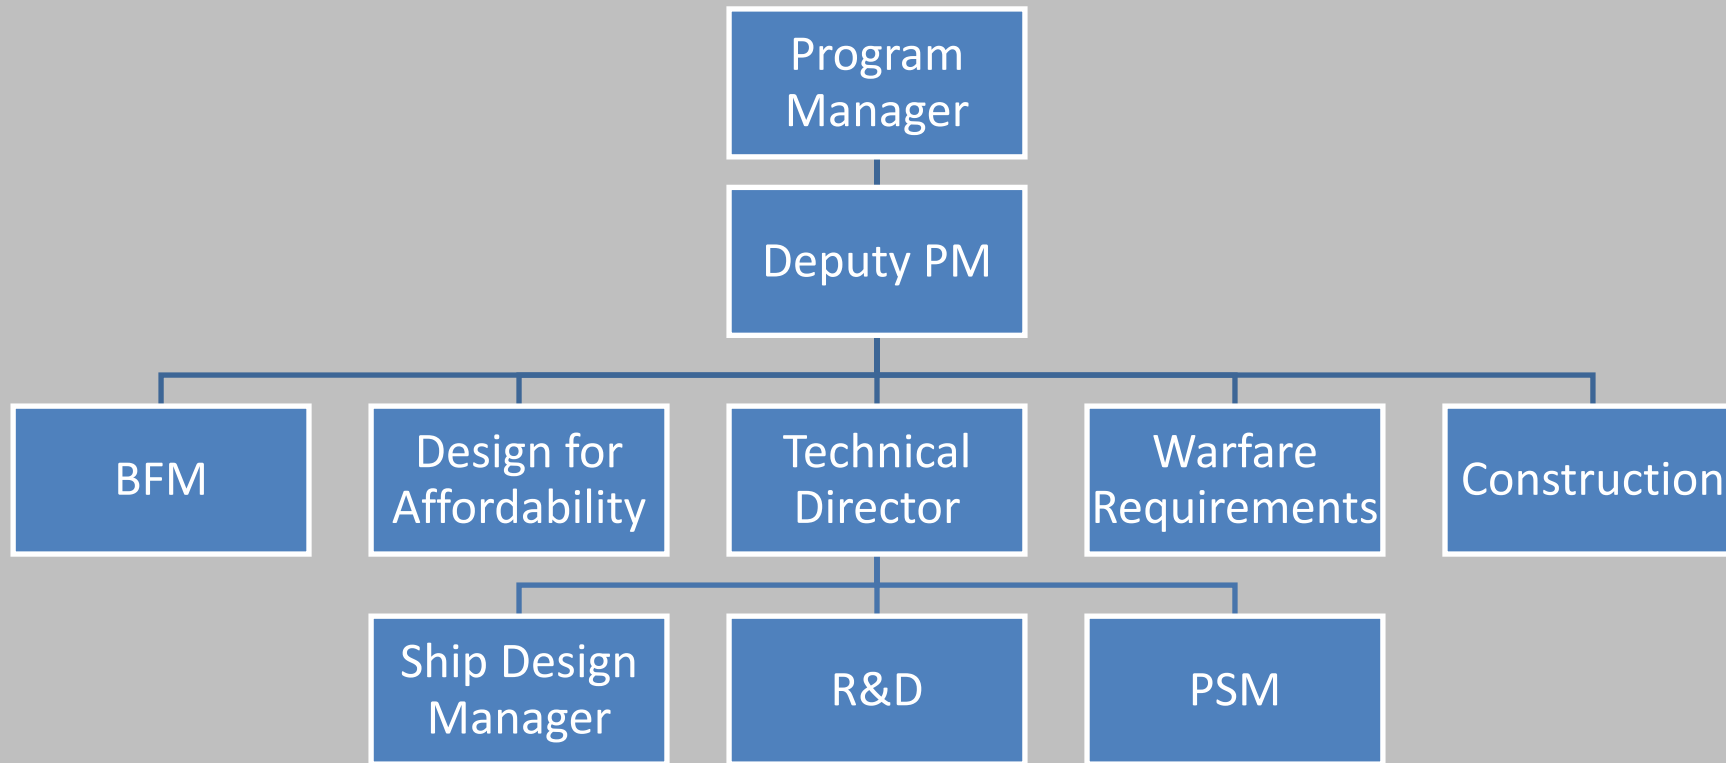 Program
Manager
Deputy PM
BFM
Design for
Affordability
Technical
Director
Warfare
Requirements
Construction
Ship Design
Manager
R&D
PSM